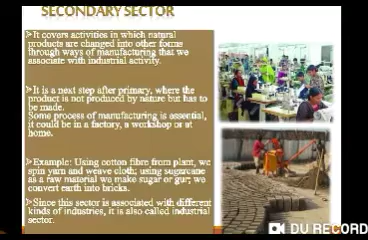 SECONDARY SECTOR
It covers activities in which natural
products are changed into other forms
through ways of manufacturing that we
associate with industrial activity.
It is a next step after primary, where the
product is not produced by nature but has to
be made.
Some process of manufacturing is essential,
it could be in a factory, a workshop or at
home.
Example: Using cotton fibre from plant, we
spin yarn and weave cloth; using sugarcane
as a raw material we make sugar or gur; we
convert earth into bricks.
Since this sector is associated with different
kinds of industries, it is also called industrial
sector.
DU RECORD